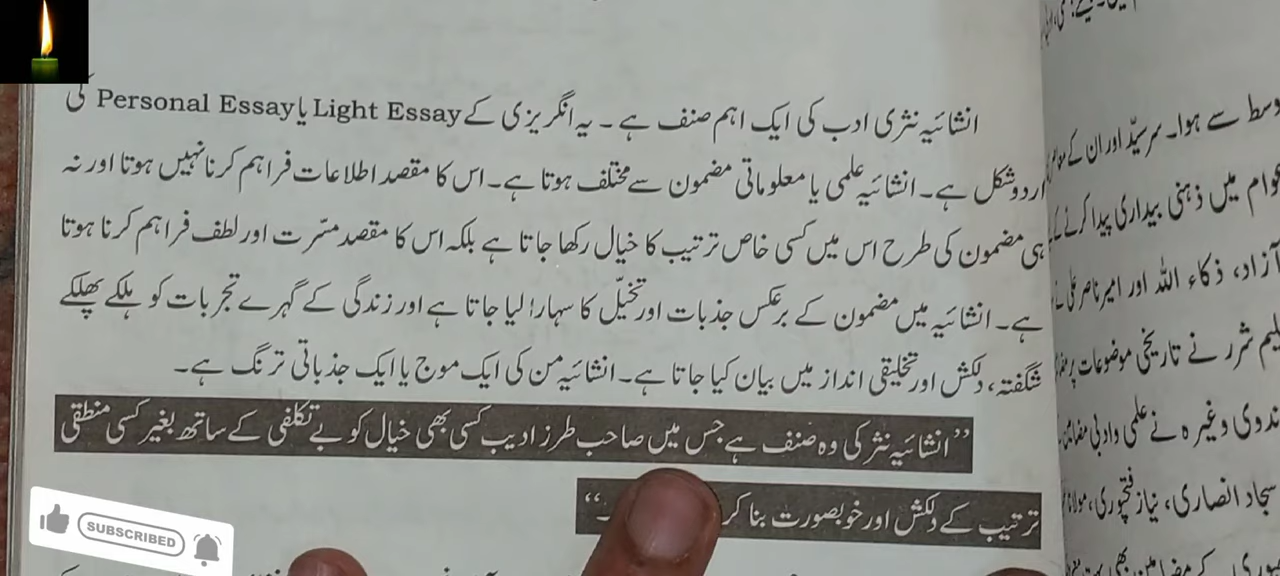 انشائیہ نثری ادب کی ایک اہم صنف ہے ۔ یہ انگریزی کے Light Essay یا Personal Essay کی
اردو شکل ہے۔ انشائیہ علمی یا معلوماتی مضمون سے مختلف ہوتا ہے۔ اس کا مقصد اطلاعات فراہم کرنا نہیں ہوتا اور نہ
ہی مضمون کی طرح اس میں کسی خاص ترتیب کا خیال رکھا جاتا ہے بلکہ اس کا مقصد مسّرت اور لطف فراہم کرنا ہوتا
ہے۔ انشائیہ میں مضمون کے برعکس جذبات اور تخیّل کا سہارا لیا جاتا ہے اور زندگی کے گہرے تجربات کو ہلکے پھلکے
شگفتہ، دلکش اور تخلیقی انداز میں بیان کیا جاتا ہے۔ انشائیہ من کی ایک موج یا ایک جذباتی ترنگ ہے۔
”انشائیہ نثر کی وہ صنف ہے جس میں صاحب طرز ادیب کسی بھی خیال کو بے تکلفی کے ساتھ بغیر کسی منطقی
ترتیب کے دلکش اور خوبصورت بنا کر ۔“
وسط سے ہوا۔ سرسیّد اور ان کے
عوام میں ذہنی بیداری پیدا کرنے کے
آزاد، ذکاء اللہ اور امیر ناصر علی نے
شرر نے تاریخی موضوعات پر
ندوی وغیرہ نے علمی و ادبی
سجاد انصاری، نیاز فتحپوری، مولانا
SUBSCRIBED